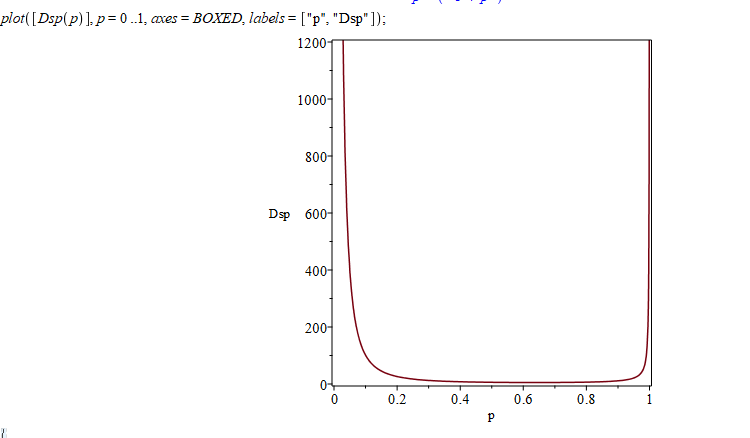 plot([Dsp(p)], p = 0 ..1, axes = BOXED, labels = ["p", "Dsp"]);
1200
1000
800
Dsp 600
400
200
0
0 0.2 0.4 0.6 0.8 1
p